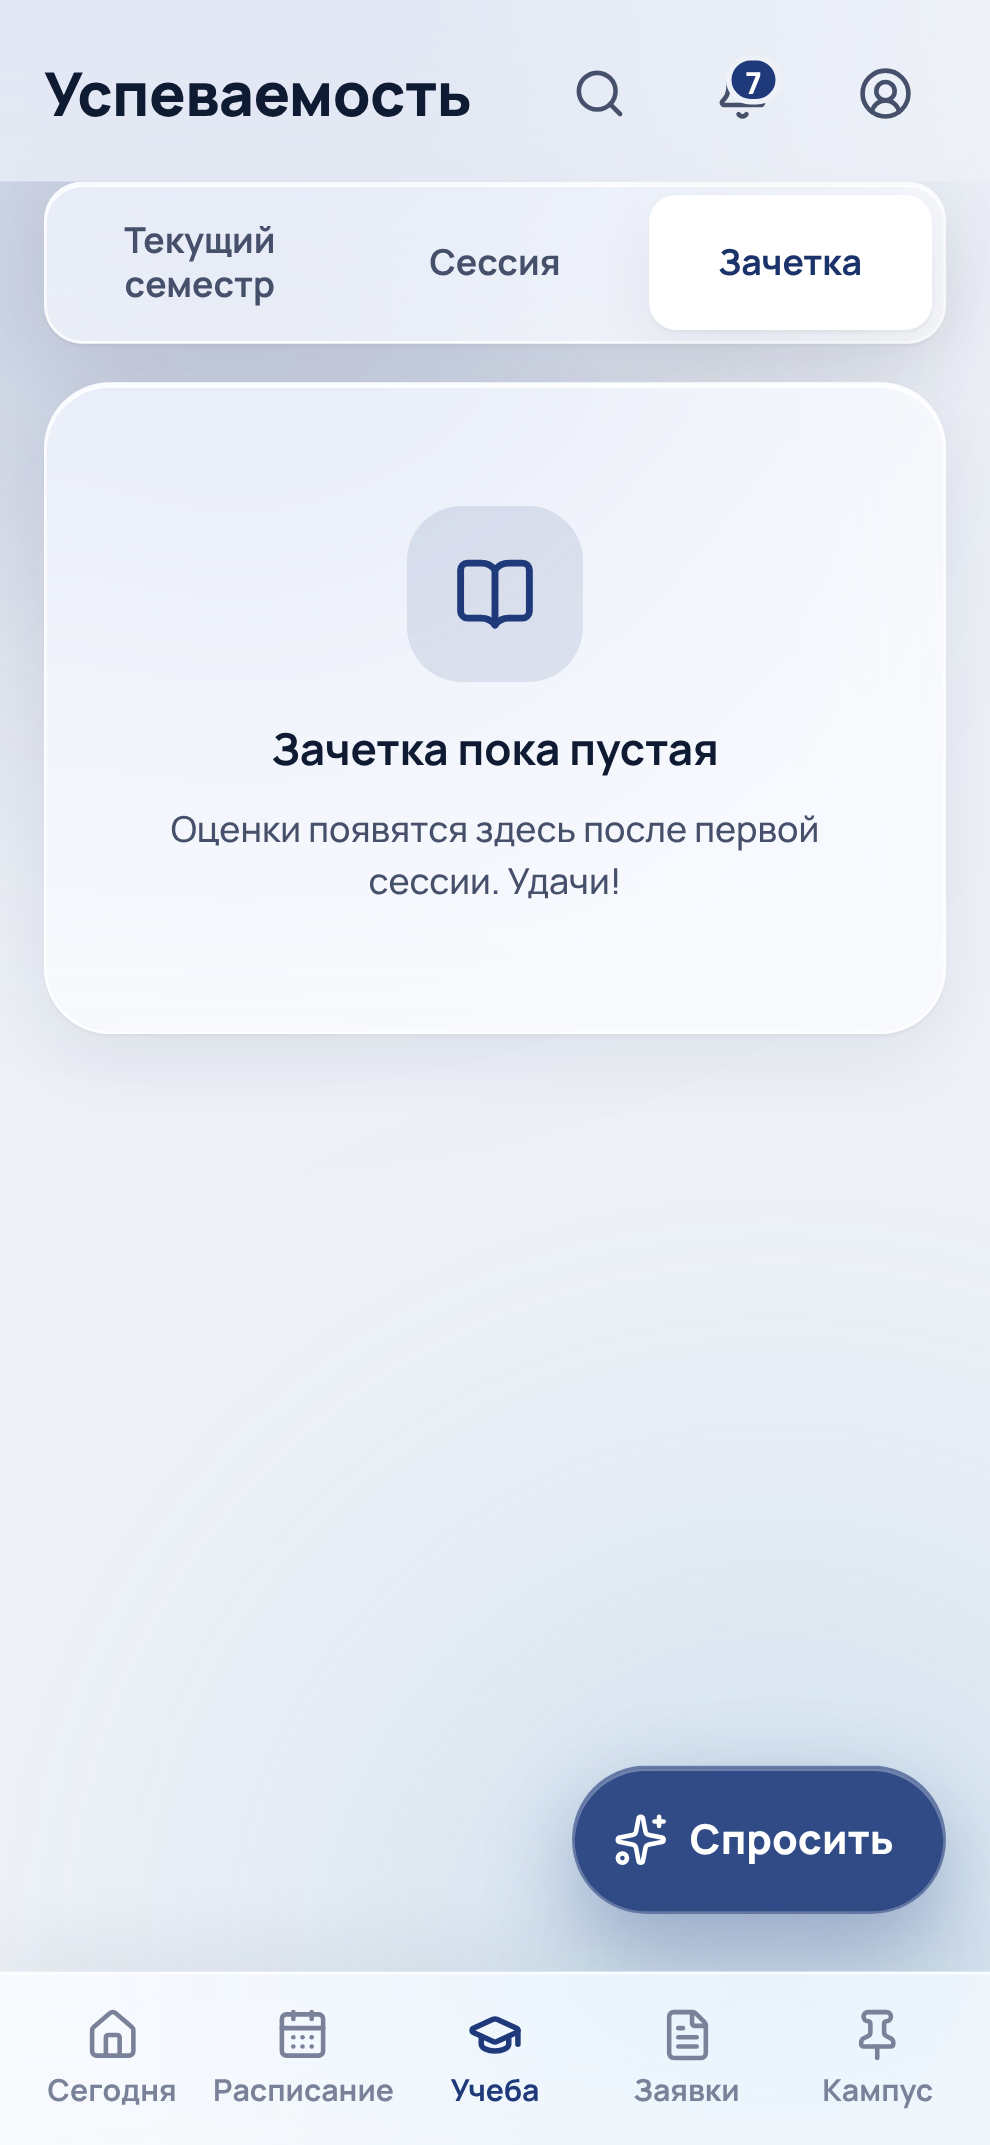 Успеваемость
7
Текущий
семестр
Сессия
Зачетка
Зачетка пока пустая
Оценки появятся здесь после первой
сессии. Удачи!
Спросить
Сегодня
Расписание
Учеба
Заявки
Кампус